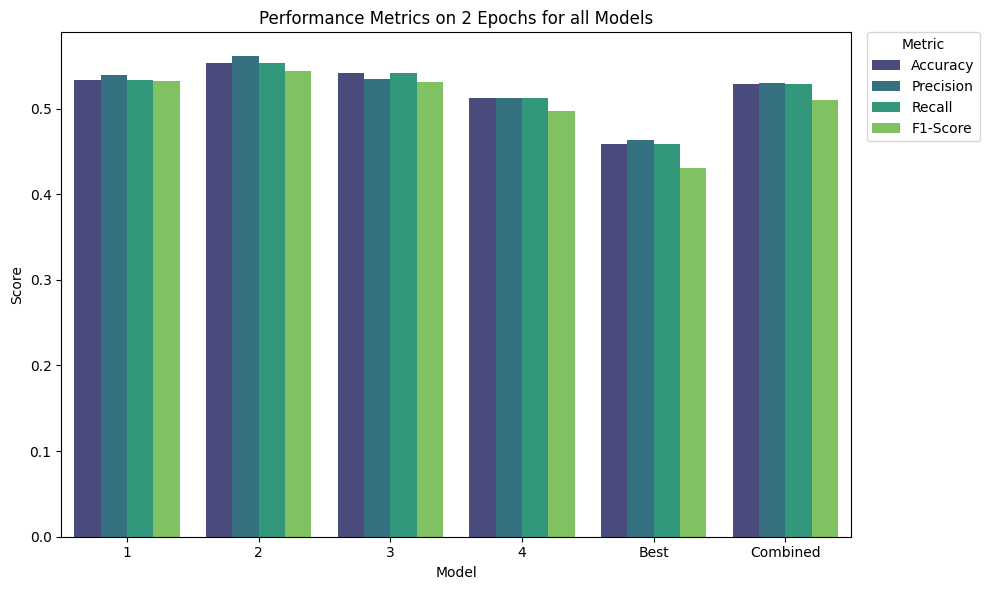 Performance Metrics on 2 Epochs for all Models
Metric
Accuracy
Precision
Recall
F1-Score
Score
0.5
0.4
0.3
0.2
0.1
0.0
1 2 3 4 Best Combined
Model